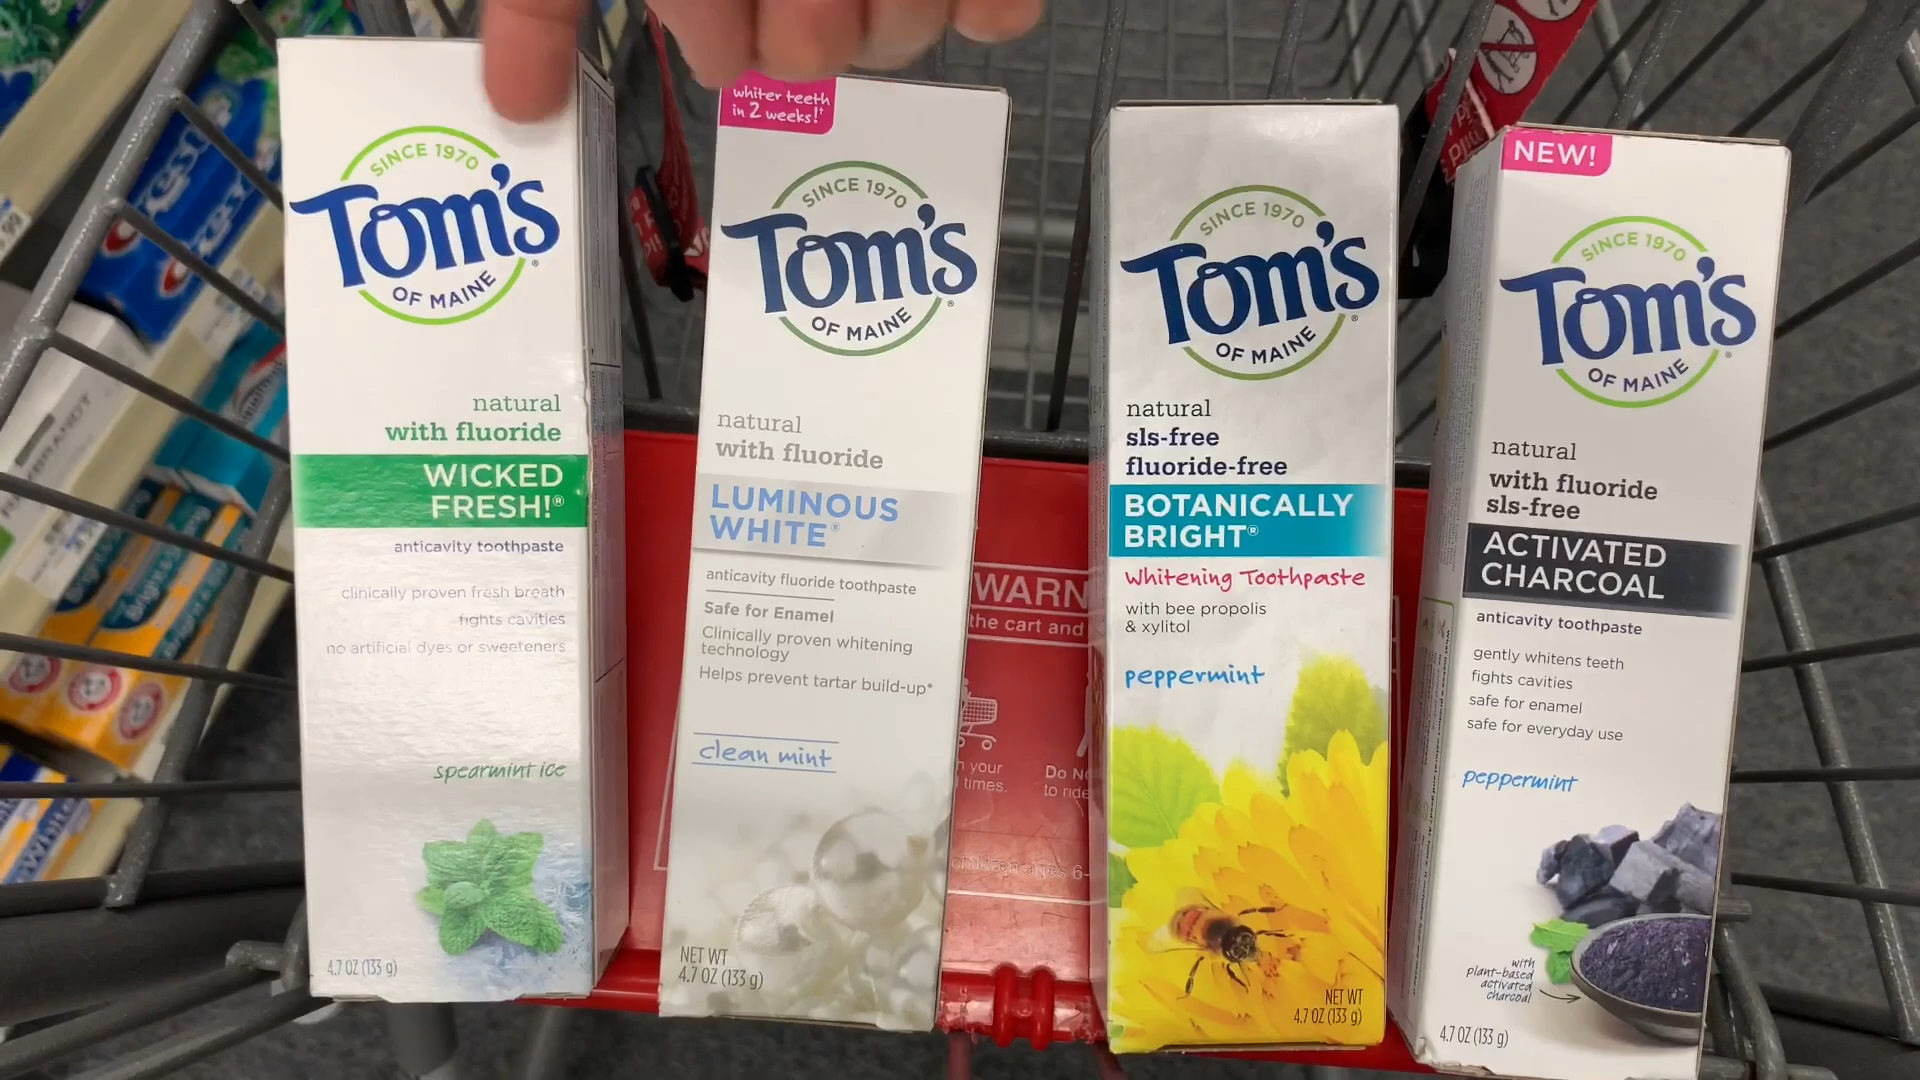 SINCE 1970
TOM'S
OF MAINE
natural
with fluoride
WICKED
FRESH!®
anticavity toothpaste
clinically proven fresh breath
fights cavities
no artificial dyes or sweeteners
spearmint ice
4.7 OZ (133 g)
whiter teeth
in 2 weeks!†
SINCE 1970
TOM'S
OF MAINE
natural
with fluoride
LUMINOUS
WHITE®
anticavity fluoride toothpaste
Safe for Enamel
Clinically proven whitening
technology
Helps prevent tartar build-up*
clean mint
NET WT
4.7 OZ (133 g)
SINCE 1970
TOM'S
OF MAINE
natural
sls-free
fluoride-free
BOTANICALLY
BRIGHT®
Whitening Toothpaste
with bee propolis
& xylitol
peppermint
NET WT
4.7 OZ (133 g)
NEW!
SINCE 1970
TOM'S
OF MAINE
natural
with fluoride
sls-free
ACTIVATED
CHARCOAL
anticavity toothpaste
gently whitens teeth
fights cavities
safe for enamel
safe for everyday use
peppermint
with
plant-based
activated
charcoal
4.7 OZ (133 g)
WARN
the cart and
your
times.
Do N
to ride
children ages 6-
Crest
Crest